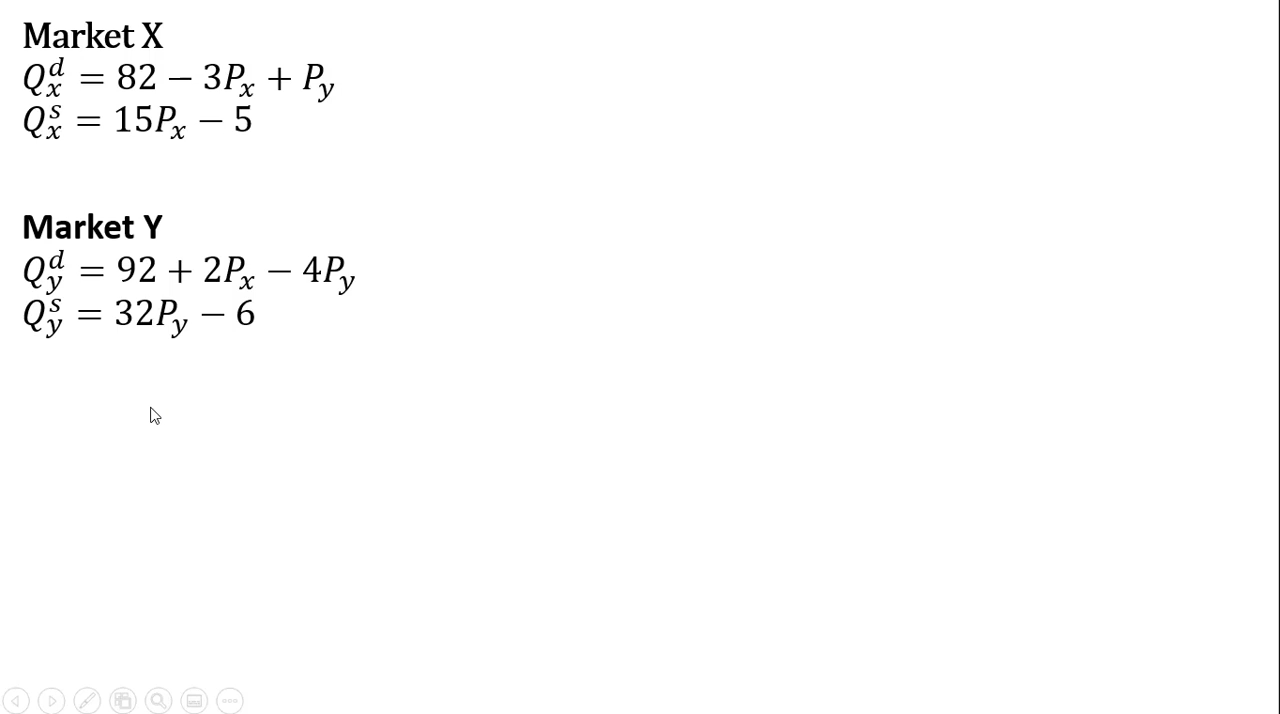 Market X
$Q_x^d = 82 - 3P_x + P_y$
$Q_x^s = 15P_x - 5$
Market Y
$Q_y^d = 92 + 2P_x - 4P_y$
$Q_y^s = 32P_y - 6$